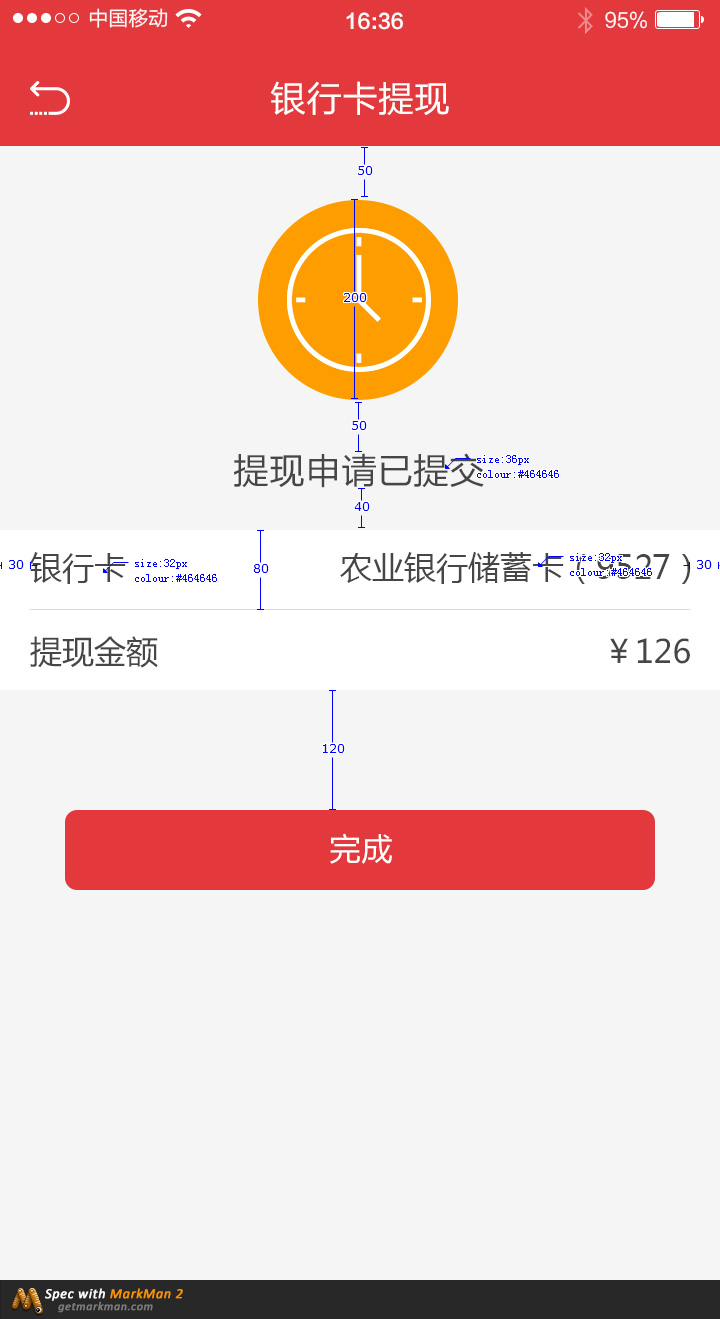 中国移动 16:36 95%
银行卡提现
50
200
50
提现申请已提交
size:36px
colour:#464646
40
30 银行卡 80 农业银行储蓄卡（9527） 30
size:32px
colour:#464646
size:32px
colour:#464646
提现金额 ¥126
120
完成
Spec with MarkMan 2
getmarkman.com